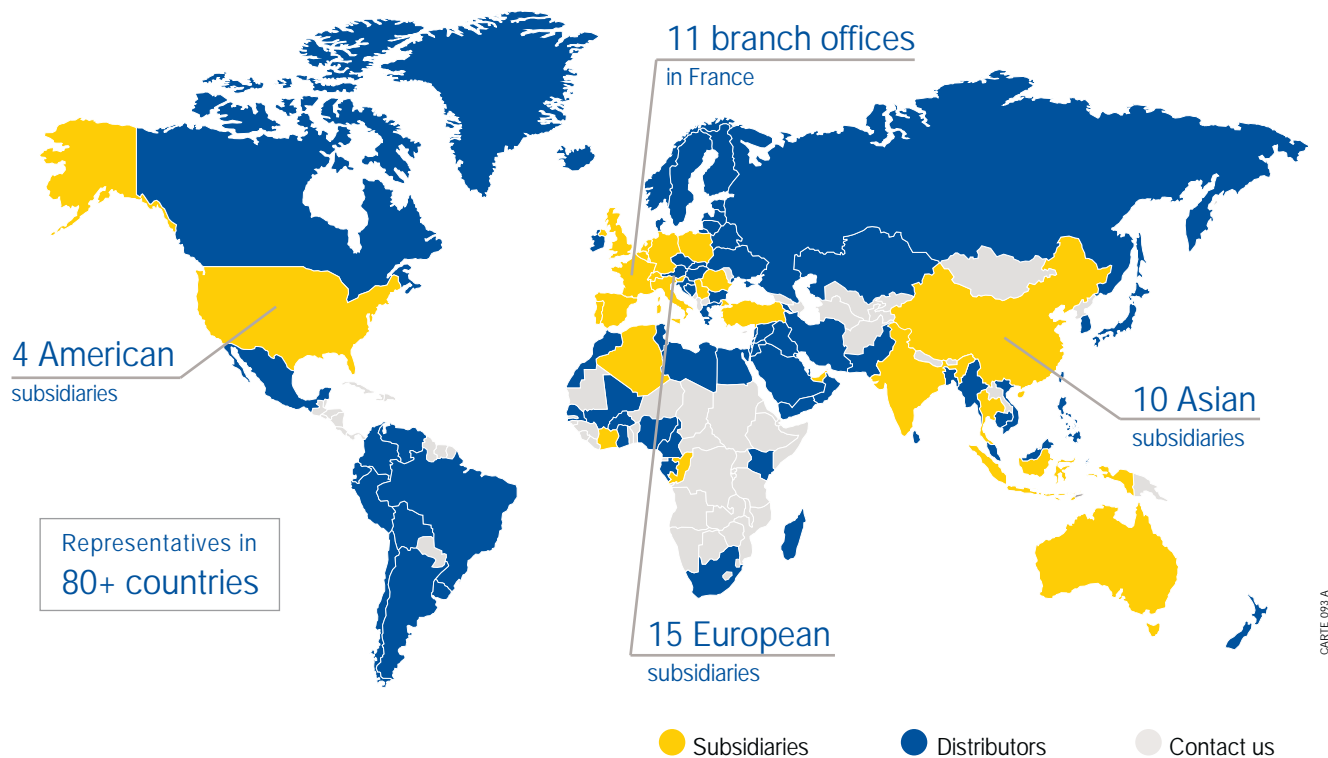 11 branch offices
in France
4 American
subsidiaries
10 Asian
subsidiaries
Representatives in
80+ countries
15 European
subsidiaries
CARTE 093 A
Subsidiaries
Distributors
Contact us